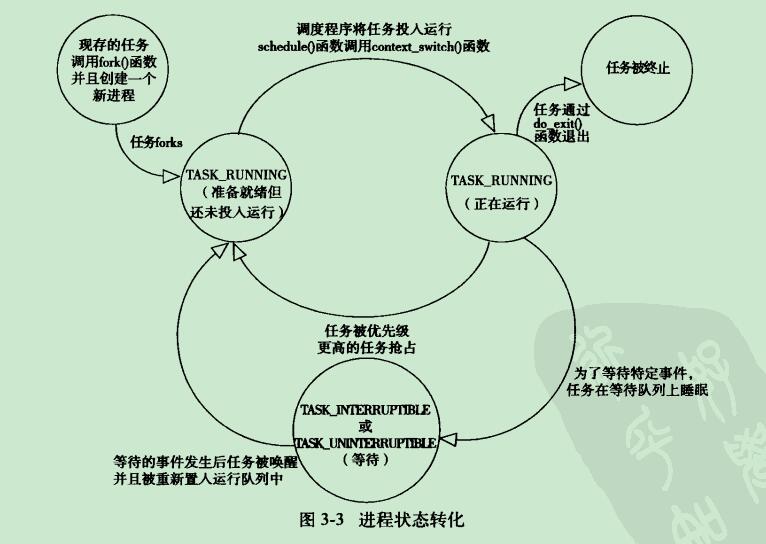 现存的任务
调用fork()函数
并且创建一个
新进程
调度程序将任务投入运行
schedule()函数调用context_switch()函数
任务被终止
任务forks
任务通过
do_exit()
函数退出
TASK_RUNNING
（准备就绪但
还未投入运行）
TASK_RUNNING
（正在运行）
任务被优先级
更高的任务抢占
为了等待特定事件，
任务在等待队列上睡眠
TASK_INTERRUPTIBLE
或
TASK_UNINTERRUPTIBLE
（等待）
等待的事件发生后任务被唤醒
并且被重新置入运行队列中
图 3-3 进程状态转化